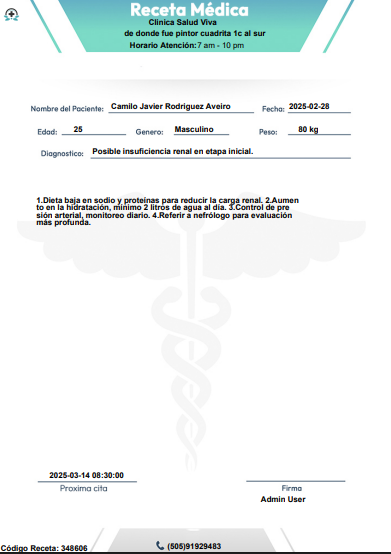 Receta Médica
Clinica Salud Viva
de donde fue pintor cuadrita 1c al sur
Horario Atención: 7 am - 10 pm
Nombre del Paciente: Camilo Javier Rodriguez Aveiro Fecha: 2025-02-28
Edad: 25 Genero: Masculino Peso: 80 kg
Diagnostico: Posible insuficiencia renal en etapa inicial.
1.Dieta baja en sodio y proteínas para reducir la carga renal. 2.Aumen
to en la hidratación, mínimo 2 litros de agua al día. 3.Control de pre
sión arterial, monitoreo diario. 4.Referir a nefrólogo para evaluación
más profunda.
2025-03-14 08:30:00
Proxima cita Firma
Admin User
Código Receta: 348606 (505)91929483